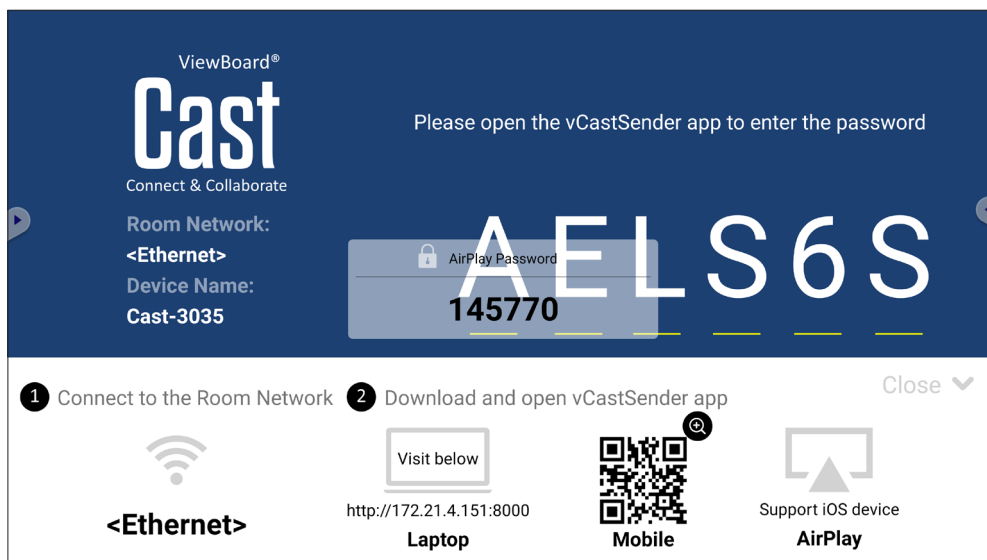 ViewBoard®
Cast
Connect & Collaborate
Please open the vCastSender app to enter the password
Room Network:
<Ethernet>
Device Name:
Cast-3035
AELS6S
AirPlay Password
145770
1 Connect to the Room Network
2 Download and open vCastSender app
Close
<Ethernet>
Visit below
http://172.21.4.151:8000
Laptop
Mobile
Support iOS device
AirPlay